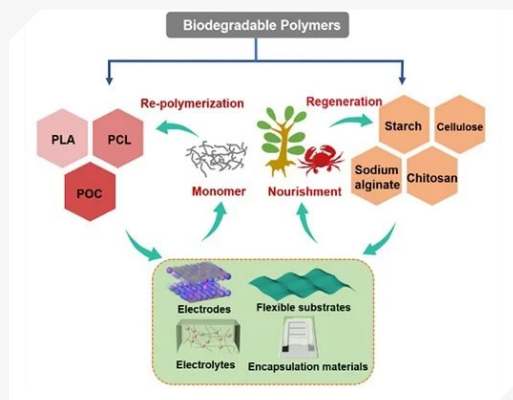 Biodegradable Polymers
Re-polymerization
Regeneration
PLA
PCL
POC
Monomer
Nourishment
Starch
Cellulose
Sodium
alginate
Chitosan
Electrodes
Flexible substrates
Electrolytes
Encapsulation materials